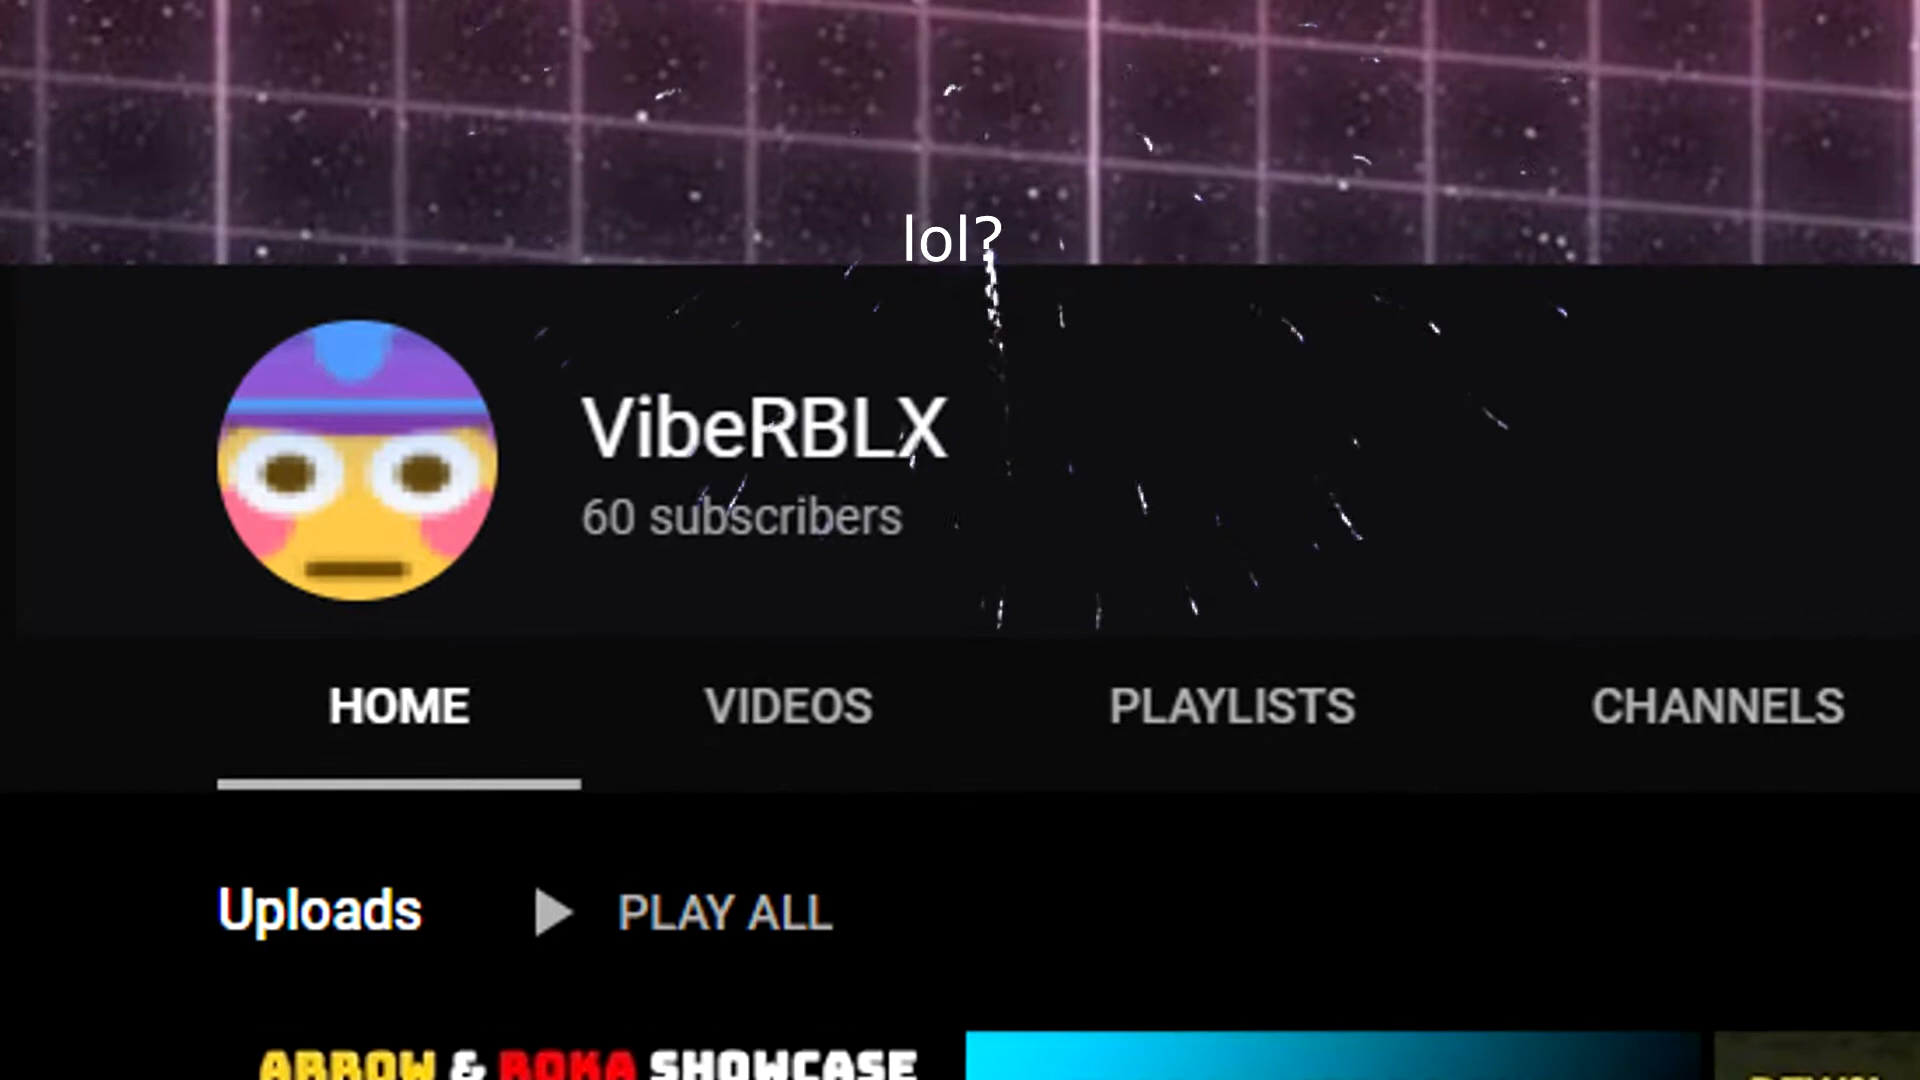 lol?
VibeRBLX
60 subscribers
HOME VIDEOS PLAYLISTS CHANNELS
Uploads PLAY ALL
ARROW & ROKA SHOWCASE